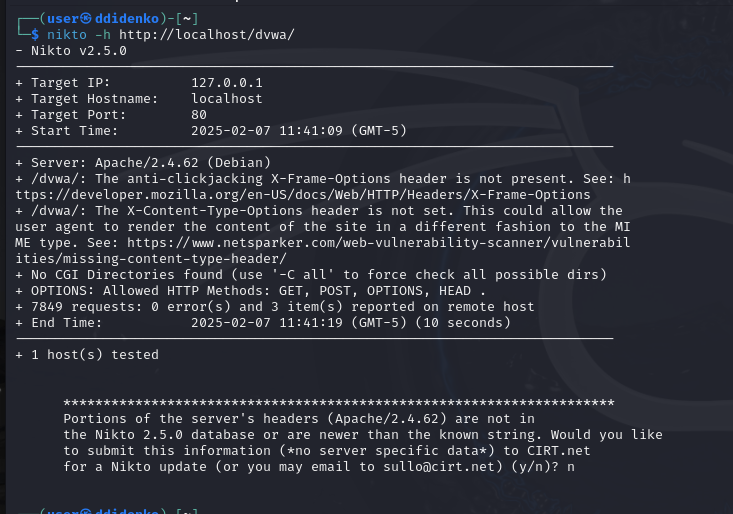 ┌──(user㉿ddidenko)-[~]
└─$ nikto -h http://localhost/dvwa/
- Nikto v2.5.0
---------------------------------------------------------------------------
+ Target IP:          127.0.0.1
+ Target Hostname:    localhost
+ Target Port:        80
+ Start Time:         2025-02-07 11:41:09 (GMT-5)
---------------------------------------------------------------------------
+ Server: Apache/2.4.62 (Debian)
+ /dvwa/: The anti-clickjacking X-Frame-Options header is not present. See: h
ttps://developer.mozilla.org/en-US/docs/Web/HTTP/Headers/X-Frame-Options
+ /dvwa/: The X-Content-Type-Options header is not set. This could allow the
user agent to render the content of the site in a different fashion to the MI
ME type. See: https://www.netsparker.com/web-vulnerability-scanner/vulnerabil
ities/missing-content-type-header/
+ No CGI Directories found (use '-C all' to force check all possible dirs)
+ OPTIONS: Allowed HTTP Methods: GET, POST, OPTIONS, HEAD .
+ 7849 requests: 0 error(s) and 3 item(s) reported on remote host
+ End Time:           2025-02-07 11:41:19 (GMT-5) (10 seconds)
---------------------------------------------------------------------------
+ 1 host(s) tested
*********************************************************************
Portions of the server's headers (Apache/2.4.62) are not in
the Nikto 2.5.0 database or are newer than the known string. Would you like
to submit this information (*no server specific data*) to CIRT.net
for a Nikto update (or you may email to sullo@cirt.net) (y/n)? n
┌──(user㉿ddidenko)-[~]